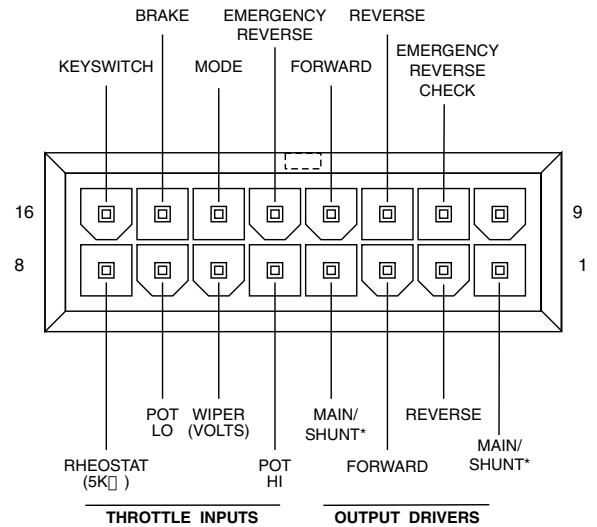 BRAKE
EMERGENCY
REVERSE
REVERSE
KEYSWITCH
MODE
FORWARD
EMERGENCY
REVERSE
CHECK
16
9
8
1
POT
LO
WIPER
(VOLTS)
MAIN/
SHUNT*
REVERSE
RHEOSTAT
(5K▯ )
POT
HI
FORWARD
MAIN/
SHUNT*
THROTTLE INPUTS
OUTPUT DRIVERS